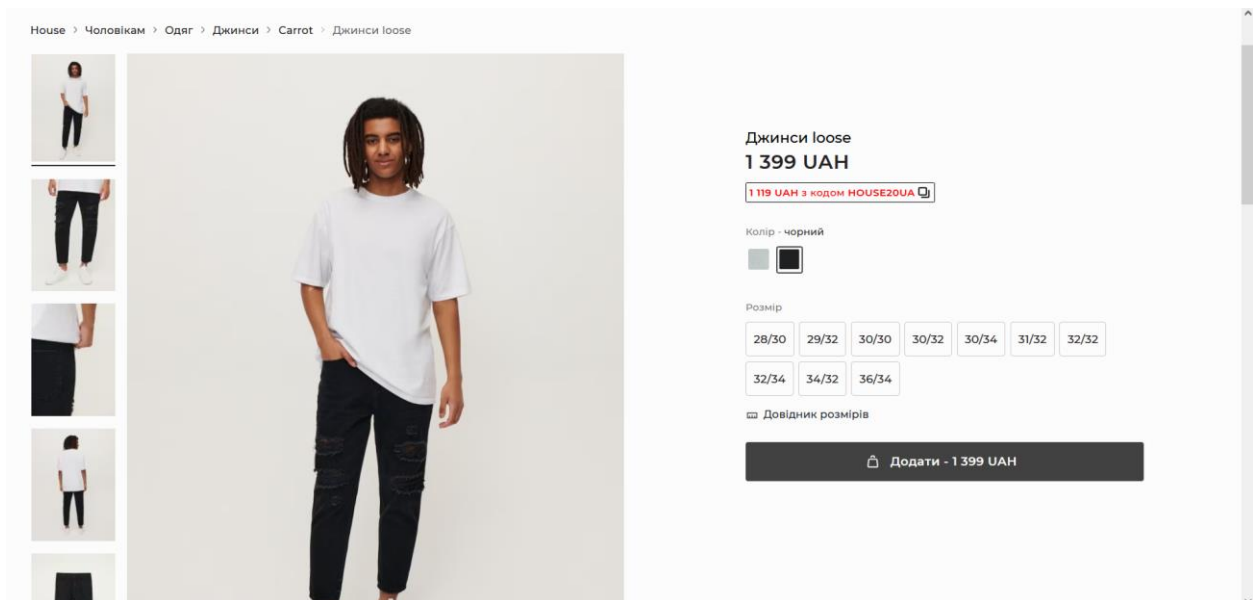 House > Чоловікам > Одяг > Джинси > Carrot > Джинси loose
Джинси loose
1 399 UAH
1 119 UAH з кодом HOUSE20UA
Колір - чорний
Розмір
28/30 29/32 30/30 30/32 30/34 31/32 32/32
32/34 34/32 36/34
Довідник розмірів
Додати - 1 399 UAH